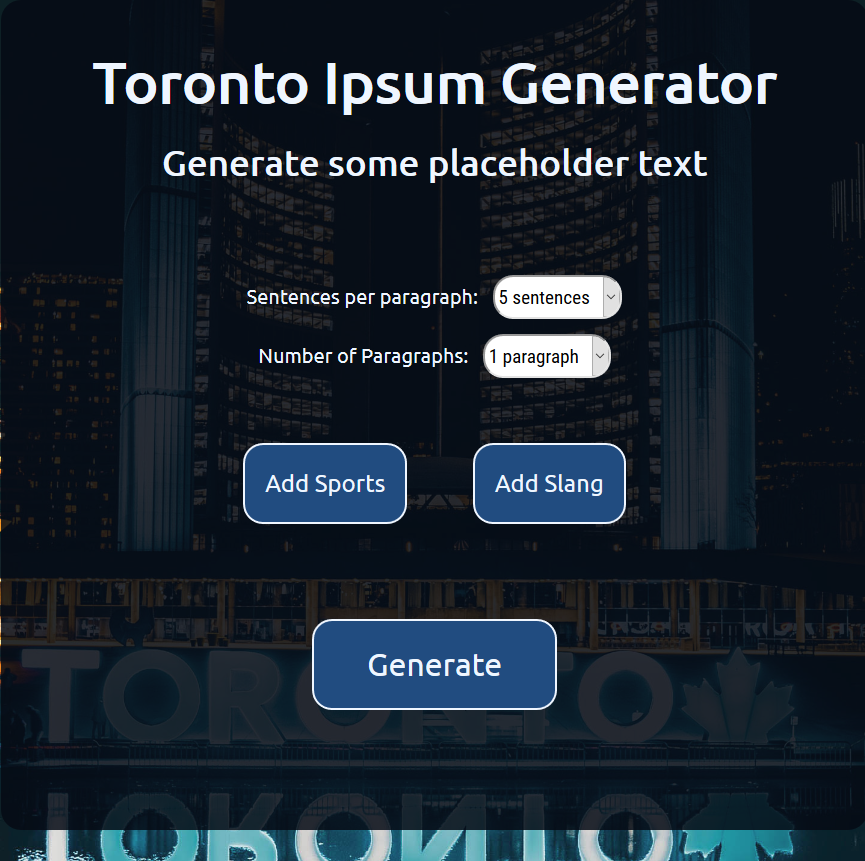 Toronto Ipsum Generator
Generate some placeholder text
Sentences per paragraph: 5 sentences
Number of Paragraphs: 1 paragraph
Add Sports Add Slang
Generate
TORONTO
TORONTO